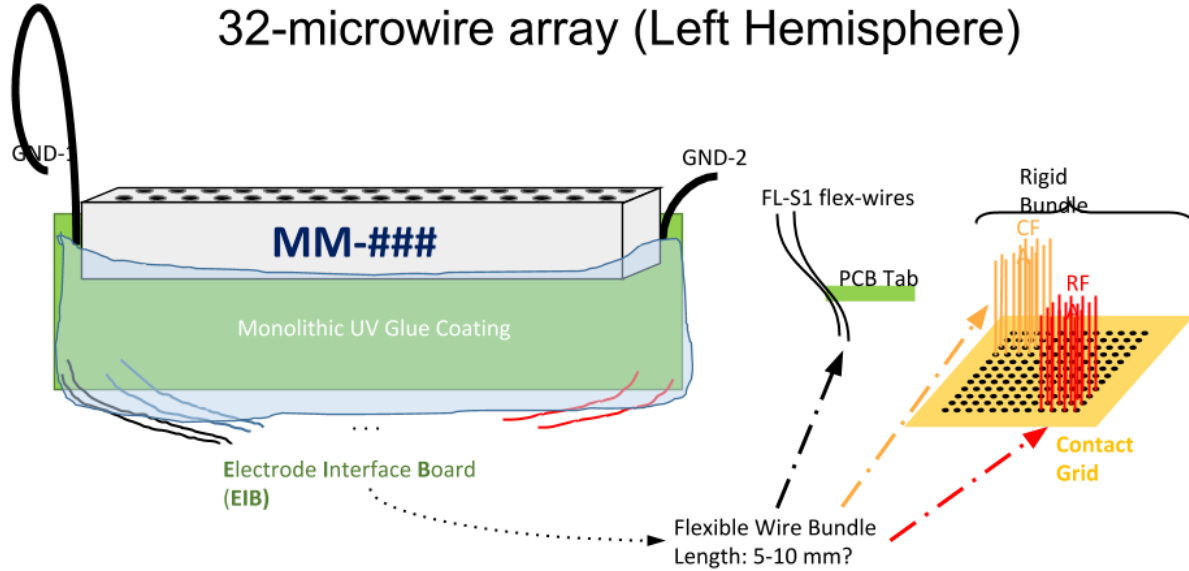 32-microwire array (Left Hemisphere)
GND-1
GND-2
MM-###
Monolithic UV Glue Coating
...
Electrode Interface Board
(EIB)
FL-S1 flex-wires
PCB Tab
Rigid
Bundle
CF
A
RF
A
Contact
Grid
Flexible Wire Bundle
Length: 5-10 mm?